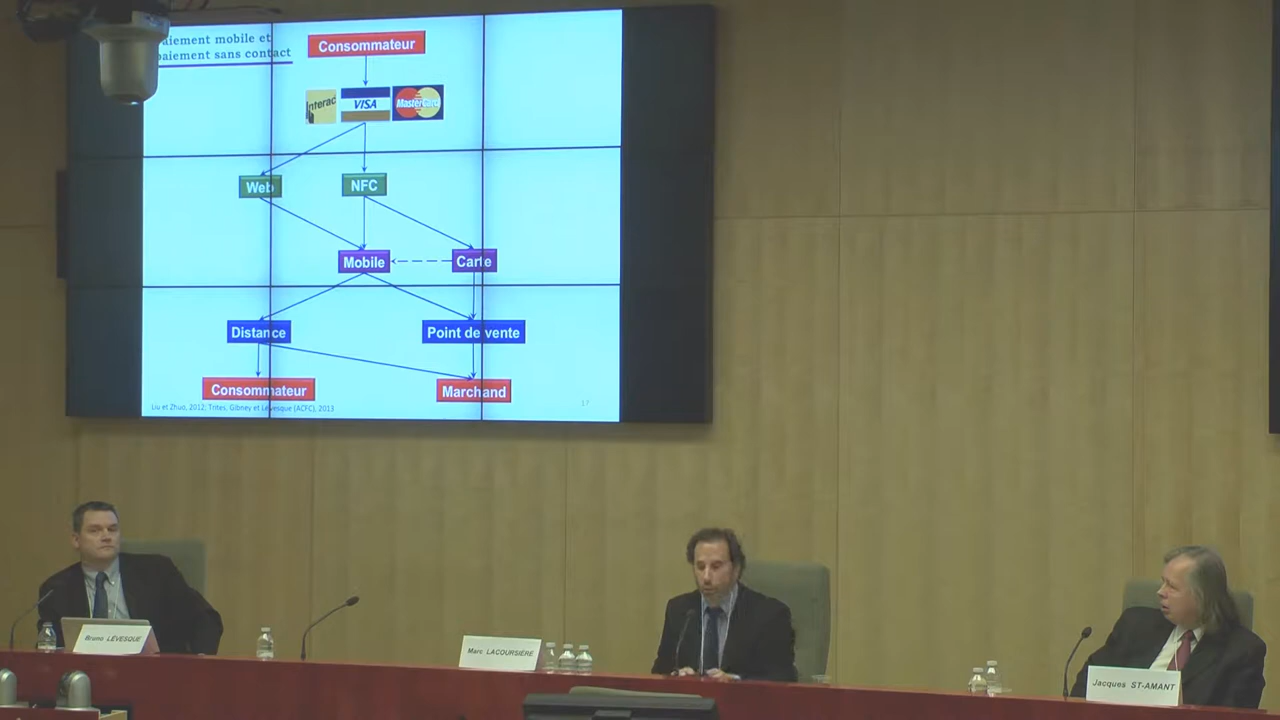 aiement mobile et
paiement sans contact
Consommateur
Interac
VISA
MasterCard
Web
NFC
Mobile
Carte
Distance
Point de vente
Consommateur
Marchand
Liu et Zhuo, 2012; Trites, Gibney et Lévesque (ACFC), 2013
17
Bruno LÉVESQUE
Marc LACOURSIÈRE
Jacques ST-AMANT